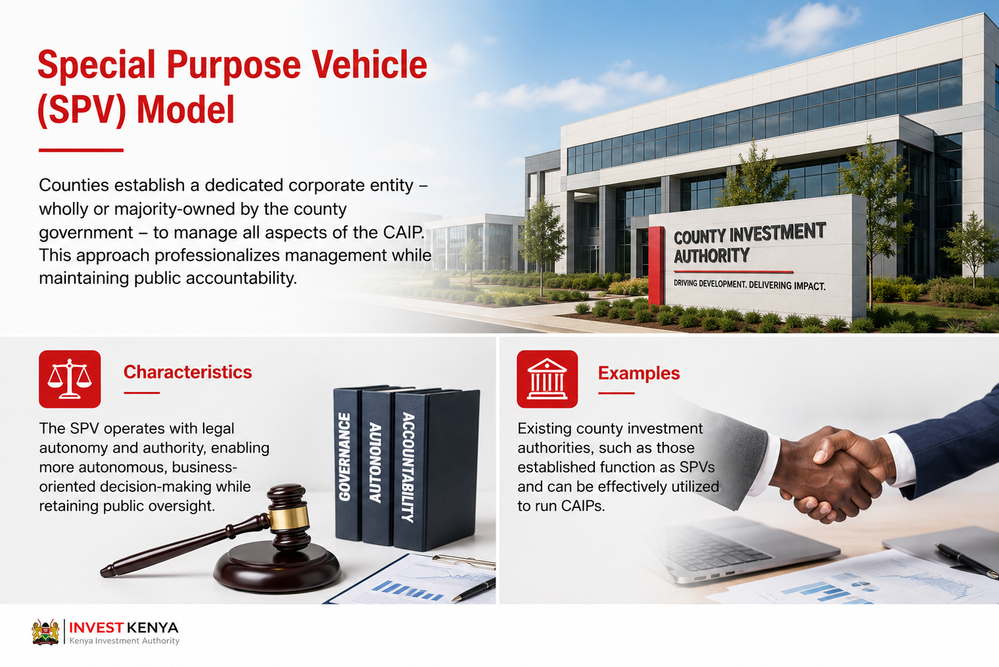 Special Purpose Vehicle
(SPV) Model
Counties establish a dedicated corporate entity –
wholly or majority-owned by the county
government – to manage all aspects of the CAIP.
This approach professionalizes management while
maintaining public accountability.
COUNTY INVESTMENT
AUTHORITY
DRIVING DEVELOPMENT. DELIVERING IMPACT.
Characteristics
The SPV operates with legal
autonomy and authority, enabling
more autonomous, business-
oriented decision-making while
retaining public oversight.
GOVERNANCE
ACCOUNTABILITY
Examples
Existing county investment
authorities, such as those
established function as SPVs
and can be effectively utilized
to run CAIPs.
INVEST KENYA
Kenya Investment Authority